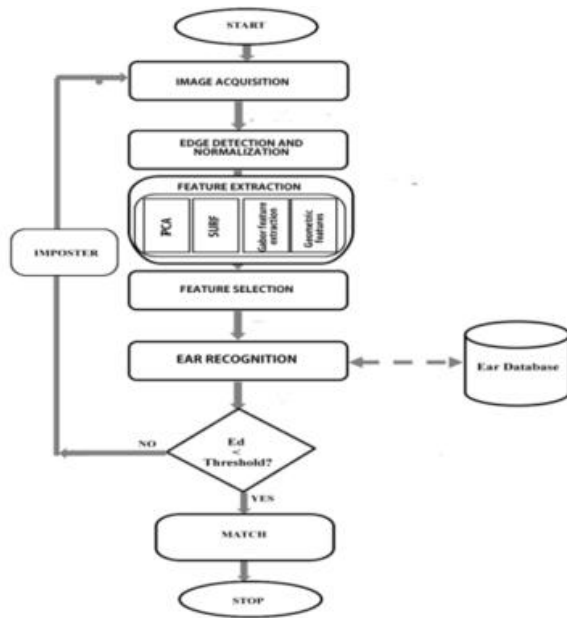 START
IMAGE ACQUISITION
EDGE DETECTION AND
NORMALIZATION
FEATURE EXTRACTION
PCA
SURF
Gabor feature
extraction
Geometric
features
IMPOSTER
FEATURE SELECTION
EAR RECOGNITION
Ear Database
NO
Ed
<
Threshold?
YES
MATCH
STOP